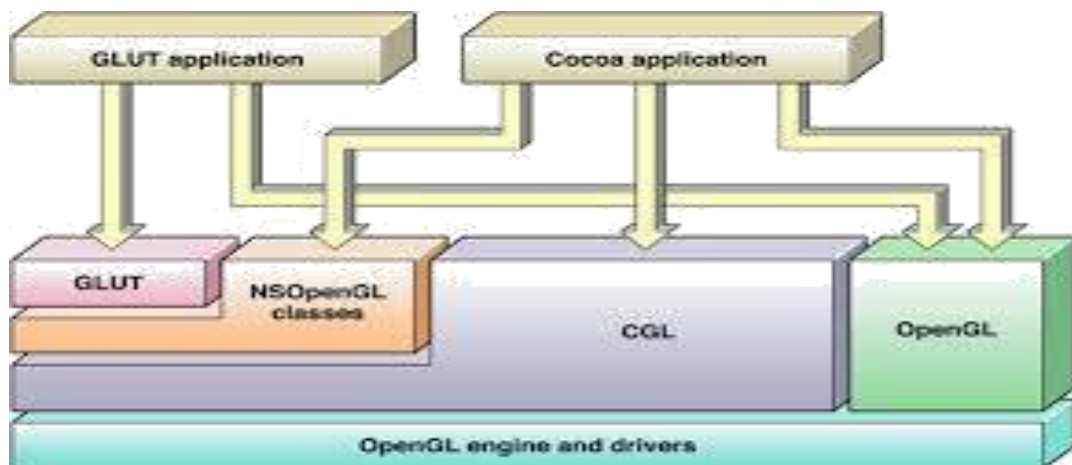 GLUT application
Cocoa application
GLUT
NSOpenGL
classes
CGL
OpenGL
OpenGL engine and drivers